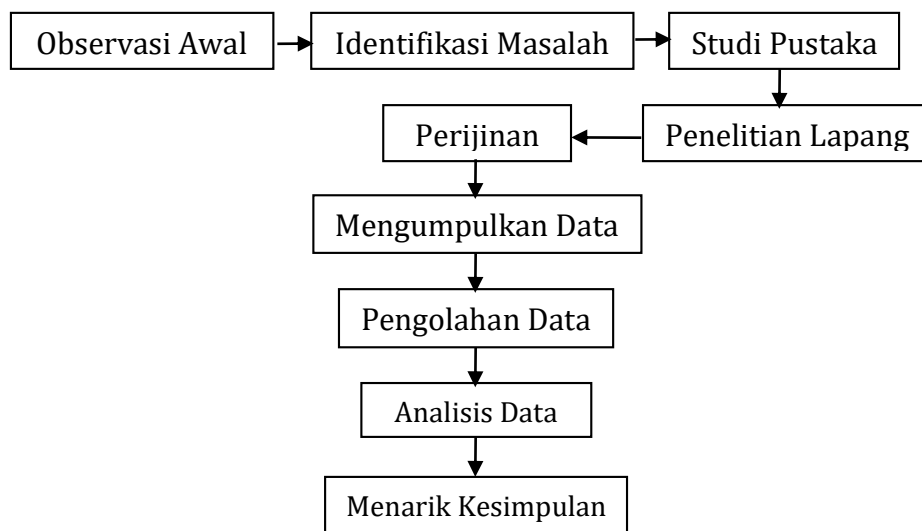 Observasi Awal
Identifikasi Masalah
Studi Pustaka
Penelitian Lapang
Perijinan
Mengumpulkan Data
Pengolahan Data
Analisis Data
Menarik Kesimpulan